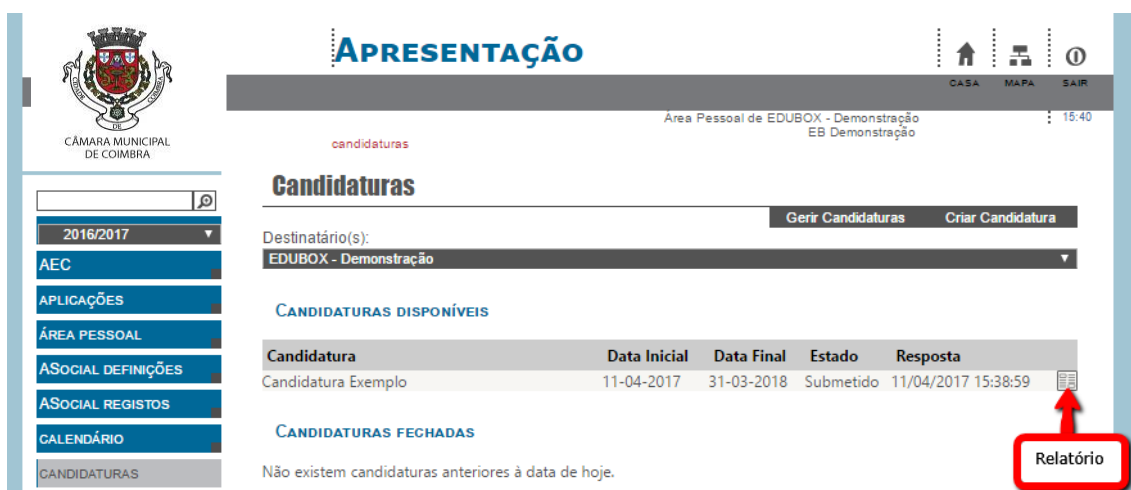 APRESENTAÇÃO
CASA MAPA SAIR
CIDADE DE COIMBRA
CÂMARA MUNICIPAL
DE COIMBRA
Área Pessoal de EDUBOX - Demonstração
EB Demonstração
15:40
candidaturas
2016/2017
AEC
APLICAÇÕES
ÁREA PESSOAL
ASOCIAL DEFINIÇÕES
ASOCIAL REGISTOS
CALENDÁRIO
CANDIDATURAS
Candidaturas
Gerir Candidaturas Criar Candidatura
Destinatário(s):
EDUBOX - Demonstração
CANDIDATURAS DISPONÍVEIS
Candidatura Data Inicial Data Final Estado Resposta
Candidatura Exemplo 11-04-2017 31-03-2018 Submetido 11/04/2017 15:38:59
Relatório
CANDIDATURAS FECHADAS
Não existem candidaturas anteriores à data de hoje.